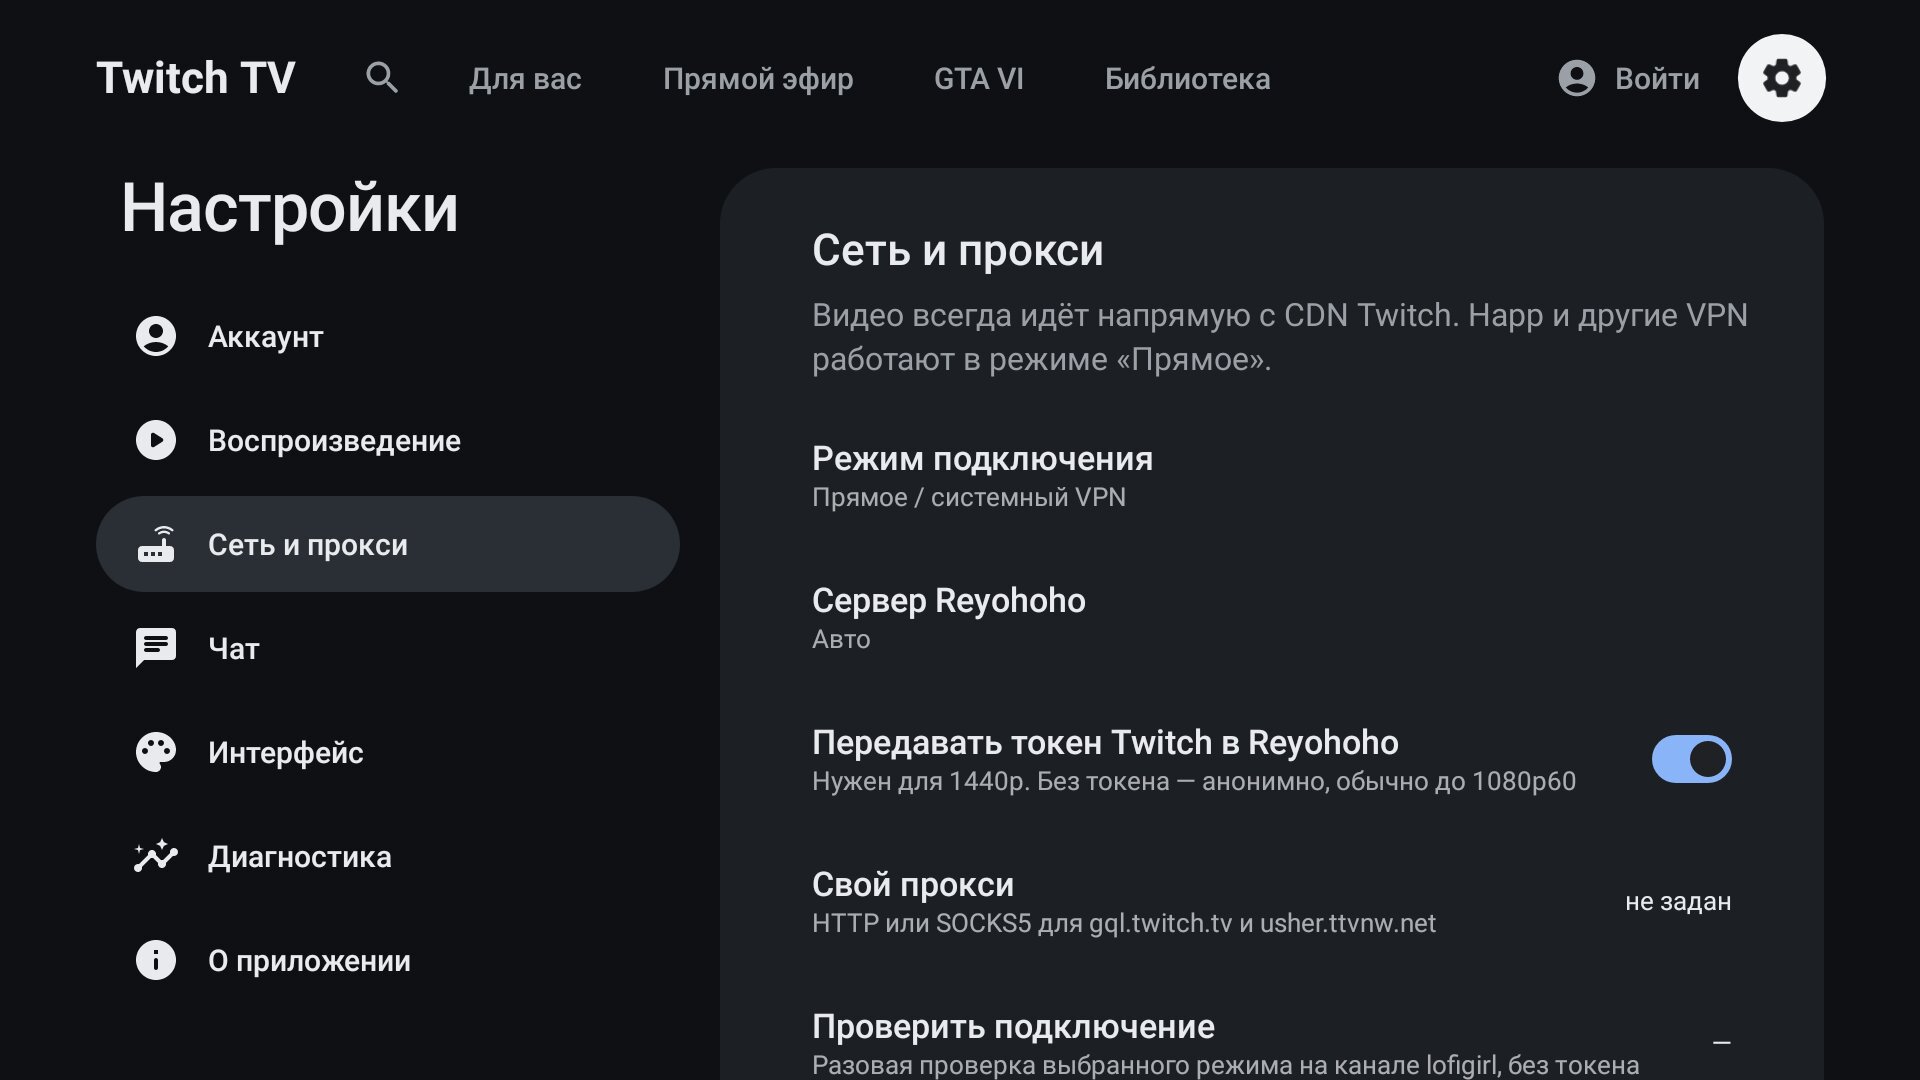 Twitch TV
Для вас
Прямой эфир
GTA VI
Библиотека
Войти
Настройки
Аккаунт
Воспроизведение
Сеть и прокси
Чат
Интерфейс
Диагностика
О приложении
Сеть и прокси
Видео всегда идёт напрямую с CDN Twitch. Happ и другие VPN
работают в режиме «Прямое».
Режим подключения
Прямое / системный VPN
Сервер Reyohoho
Авто
Передавать токен Twitch в Reyohoho
Нужен для 1440p. Без токена — анонимно, обычно до 1080p60
Свой прокси
HTTP или SOCKS5 для gql.twitch.tv и usher.ttvnw.net
не задан
Проверить подключение
Разовая проверка выбранного режима на канале lofigirl, без токена
—